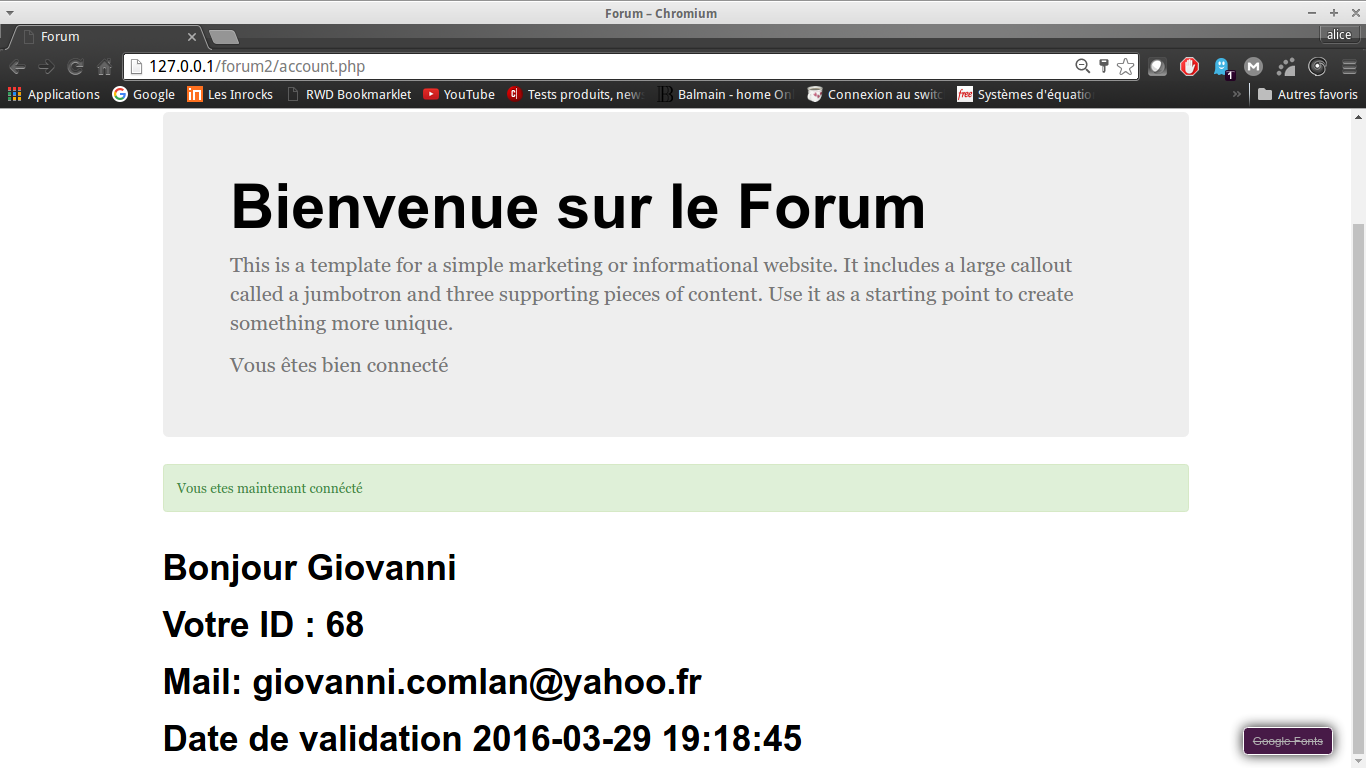 Forum – Chromium
Forum
alice
127.0.0.1/forum2/account.php
1
Applications
Google
Les Inrocks
RWD Bookmarklet
YouTube
Tests produits, new
Balmain - home On
Connexion au swit
free
Systèmes d'équatio
»
Autres favoris
Bienvenue sur le Forum
This is a template for a simple marketing or informational website. It includes a large callout
called a jumbotron and three supporting pieces of content. Use it as a starting point to create
something more unique.
Vous êtes bien connecté
Vous etes maintenant connécté
Bonjour Giovanni
Votre ID : 68
Mail: giovanni.comlan@yahoo.fr
Date de validation 2016-03-29 19:18:45
Google Fonts